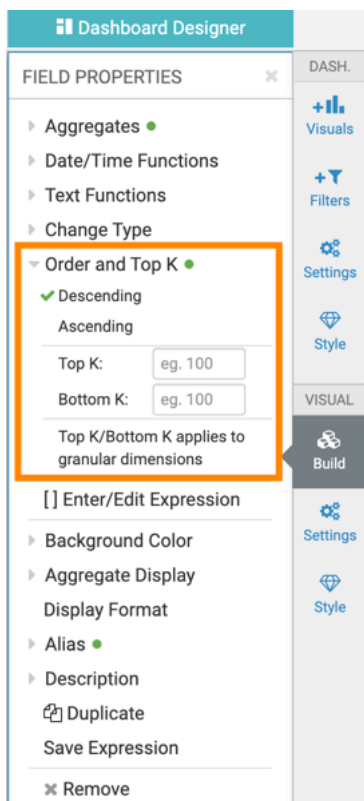 Dashboard Designer
FIELD PROPERTIES
Aggregates
Date/Time Functions
Text Functions
Change Type
Order and Top K
Descending
Ascending
Top K: eg. 100
Bottom K: eg. 100
Top K/Bottom K applies to
granular dimensions
[ ] Enter/Edit Expression
Background Color
Aggregate Display
Display Format
Alias
Description
Duplicate
Save Expression
Remove
DASH.
Visuals
Filters
Settings
Style
VISUAL
Build
Settings
Style